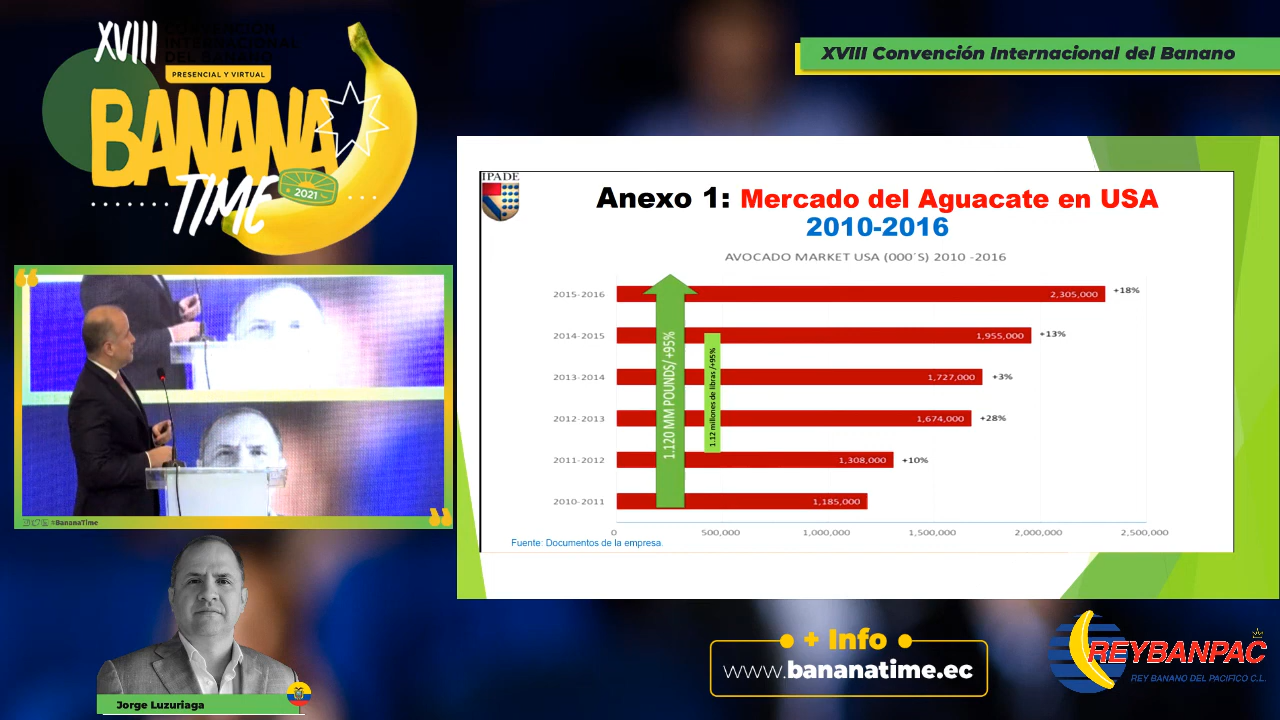 XVIII
CONVENCIÓN
INTERNACIONAL
DEL BANANO
PRESENCIAL Y VIRTUAL
BANANA
TIME
2021
XVIII Convención Internacional del Banano
IPADE
Anexo 1: Mercado del Aguacate en USA
2010-2016
AVOCADO MARKET USA (000´S) 2010 -2016
2015-2016 2,305,000 +18%
2014-2015 1,955,000 +13%
2013-2014 1,727,000 +3%
2012-2013 1,674,000 +28%
2011-2012 1,308,000 +10%
2010-2011 1,185,000
1.120 MM POUNDS/ +95%
1.12 millones de libras /+95%
0 500,000 1,000,000 1,500,000 2,000,000 2,500,000
Fuente: Documentos de la empresa.
#BananaTime
Jorge Luzuriaga
+ Info
www.bananatime.ec
REYBANPAC
REY BANANO DEL PACIFICO C.L.